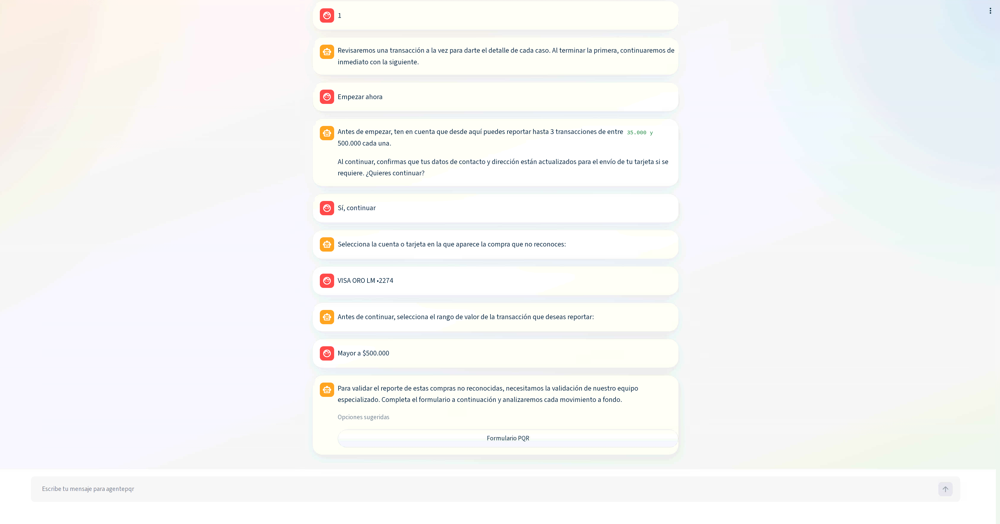 1
Revisaremos una transacción a la vez para darte el detalle de cada caso. Al terminar la primera, continuaremos de
inmediato con la siguiente.
Empezar ahora
Antes de empezar, ten en cuenta que desde aquí puedes reportar hasta 3 transacciones de entre 35.000 y
500.000 cada una.
Al continuar, confirmas que tus datos de contacto y dirección están actualizados para el envío de tu tarjeta si se
requiere. ¿Quieres continuar?
Sí, continuar
Selecciona la cuenta o tarjeta en la que aparece la compra que no reconoces:
VISA ORO LM •2274
Antes de continuar, selecciona el rango de valor de la transacción que deseas reportar:
Mayor a $500.000
Para validar el reporte de estas compras no reconocidas, necesitamos la validación de nuestro equipo
especializado. Completa el formulario a continuación y analizaremos cada movimiento a fondo.
Opciones sugeridas
Formulario PQR
Escribe tu mensaje para agentepqr